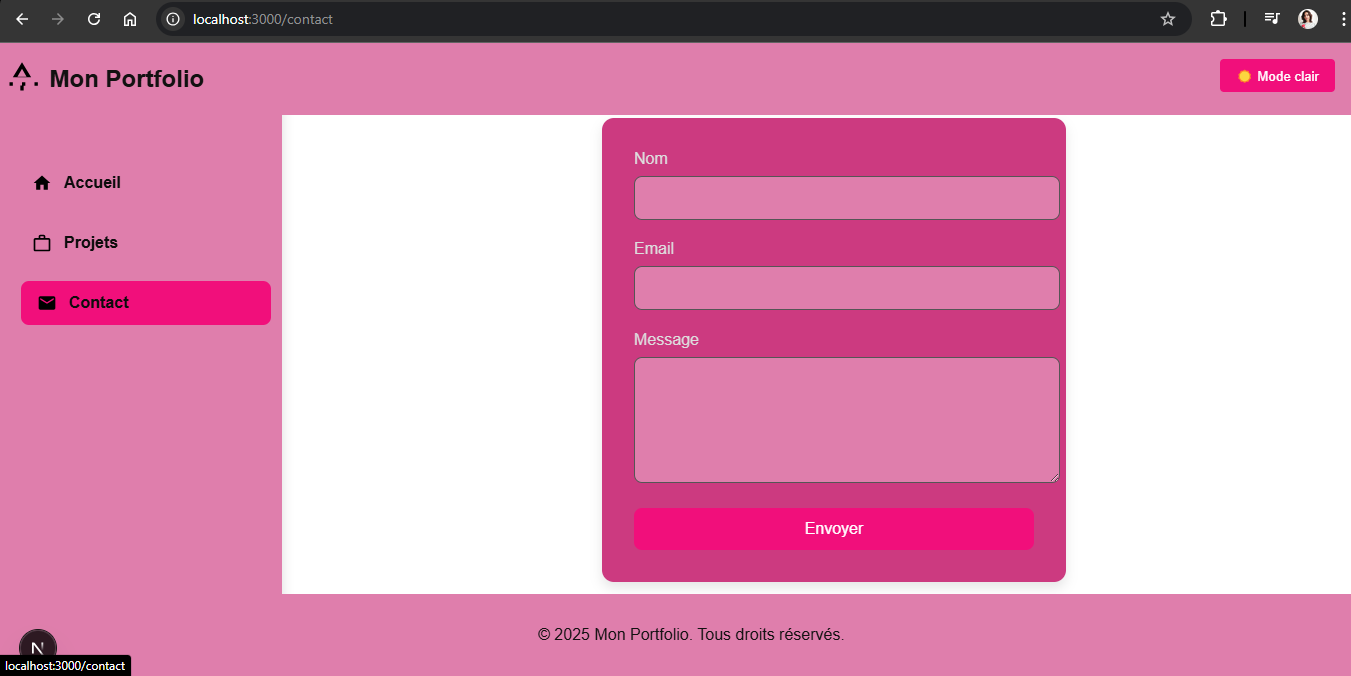 localhost:3000/contact
Mon Portfolio
Mode clair
Accueil
Projets
Contact
Nom
Email
Message
Envoyer
© 2025 Mon Portfolio. Tous droits réservés.
N
localhost:3000/contact